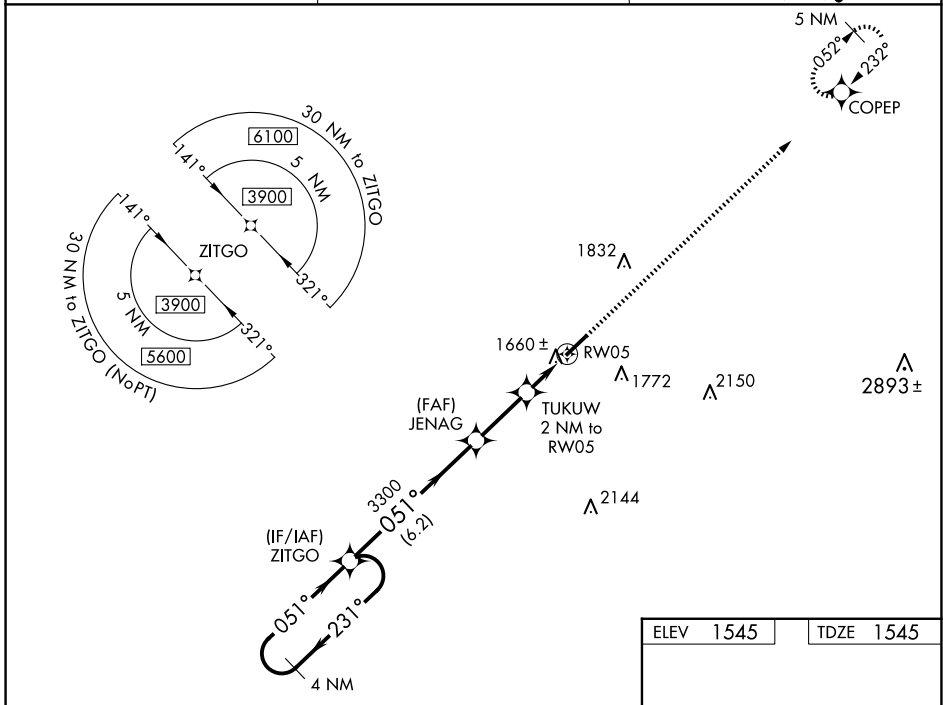 5 NM
052°
232°
COPEP
30 NM to ZITGO
6100
141°
5 NM
3900
ZITGO
321°
141°
3900
5 NM
321°
5600
30 NM to ZITGO (NoPT)
1832
1660 ±
RW05
1772
2150
2893 ±
(FAF)
JENAG
TUKUW
2 NM to
RW05
3300
051°
(6.2)
2144
(IF/IAF)
ZITGO
051°
231°
4 NM
ELEV 1545
TDZE 1545